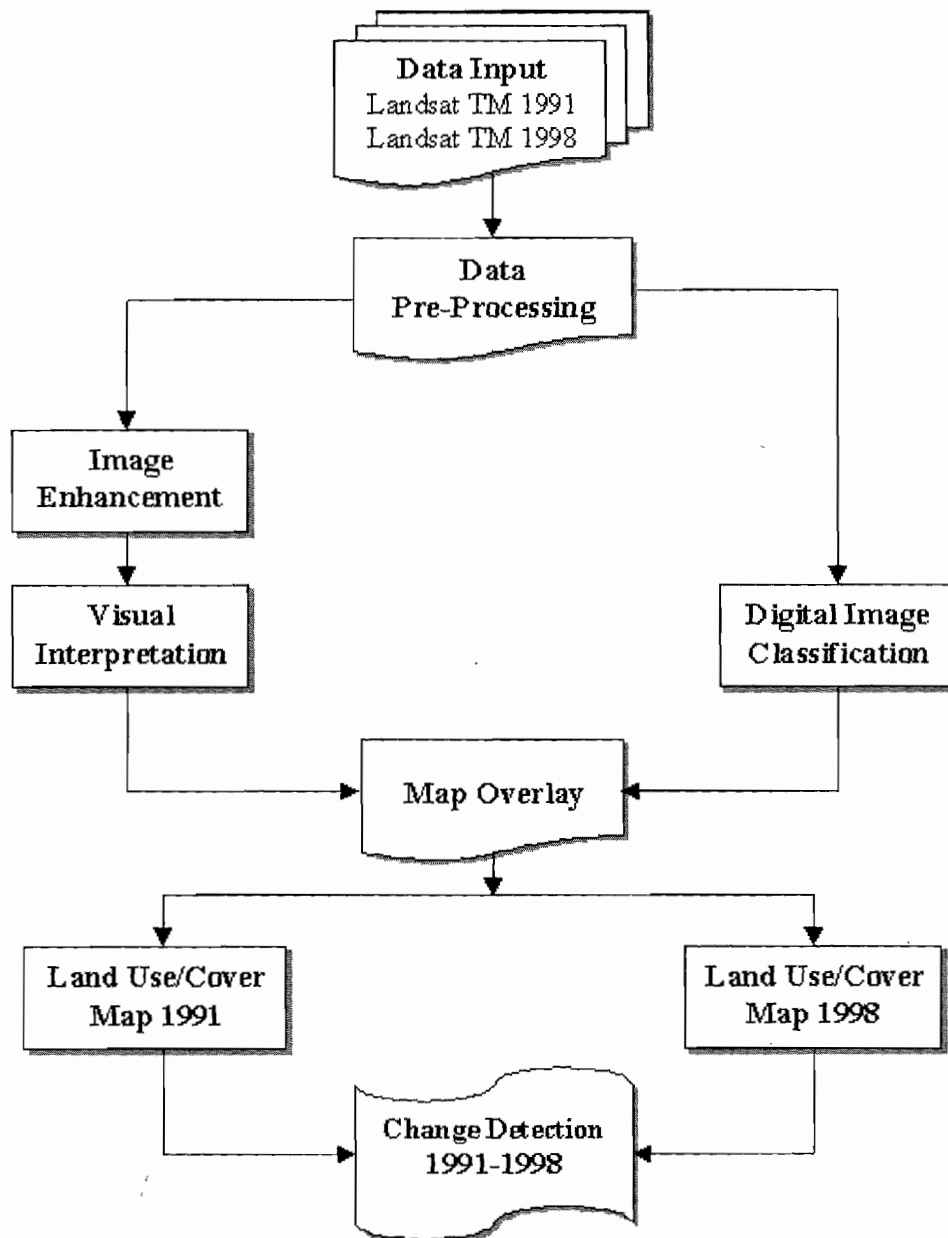 Data Input
Landsat TM 1991
Landsat TM 1998
Data
Pre-Processing
Image
Enhancement
Visual
Interpretation
Digital Image
Classification
Map Overlay
Land Use/Cover
Map 1991
Land Use/Cover
Map 1998
Change Detection
1991-1998